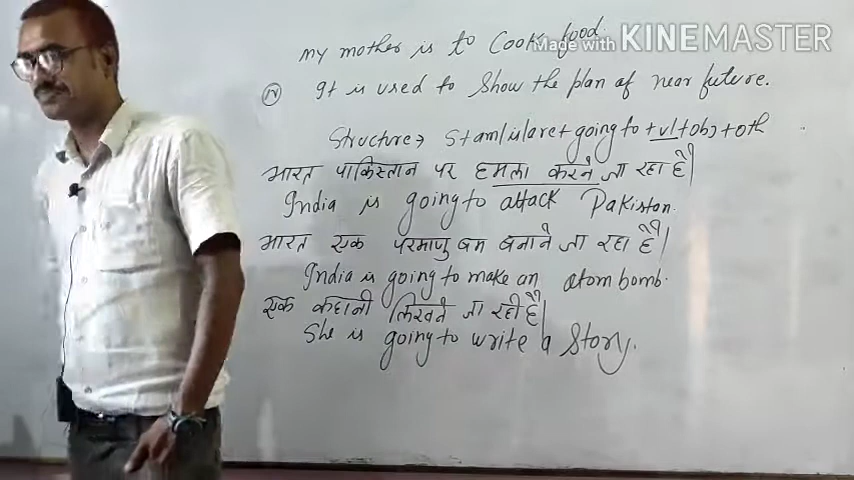 my mother is to cook food.
Made with KINEMASTER
(IV) It is used to show the plan of near future.
Structure → S + am/is/are + going to + v1 + obj + oth
भारत पाकिस्तान पर हमला करने जा रहा है।
India is going to attack Pakistan.
भारत एक परमाणु बम बनाने जा रहा है।
India is going to make an atom bomb.
एक कहानी लिखने जा रही है।
She is going to write a story.